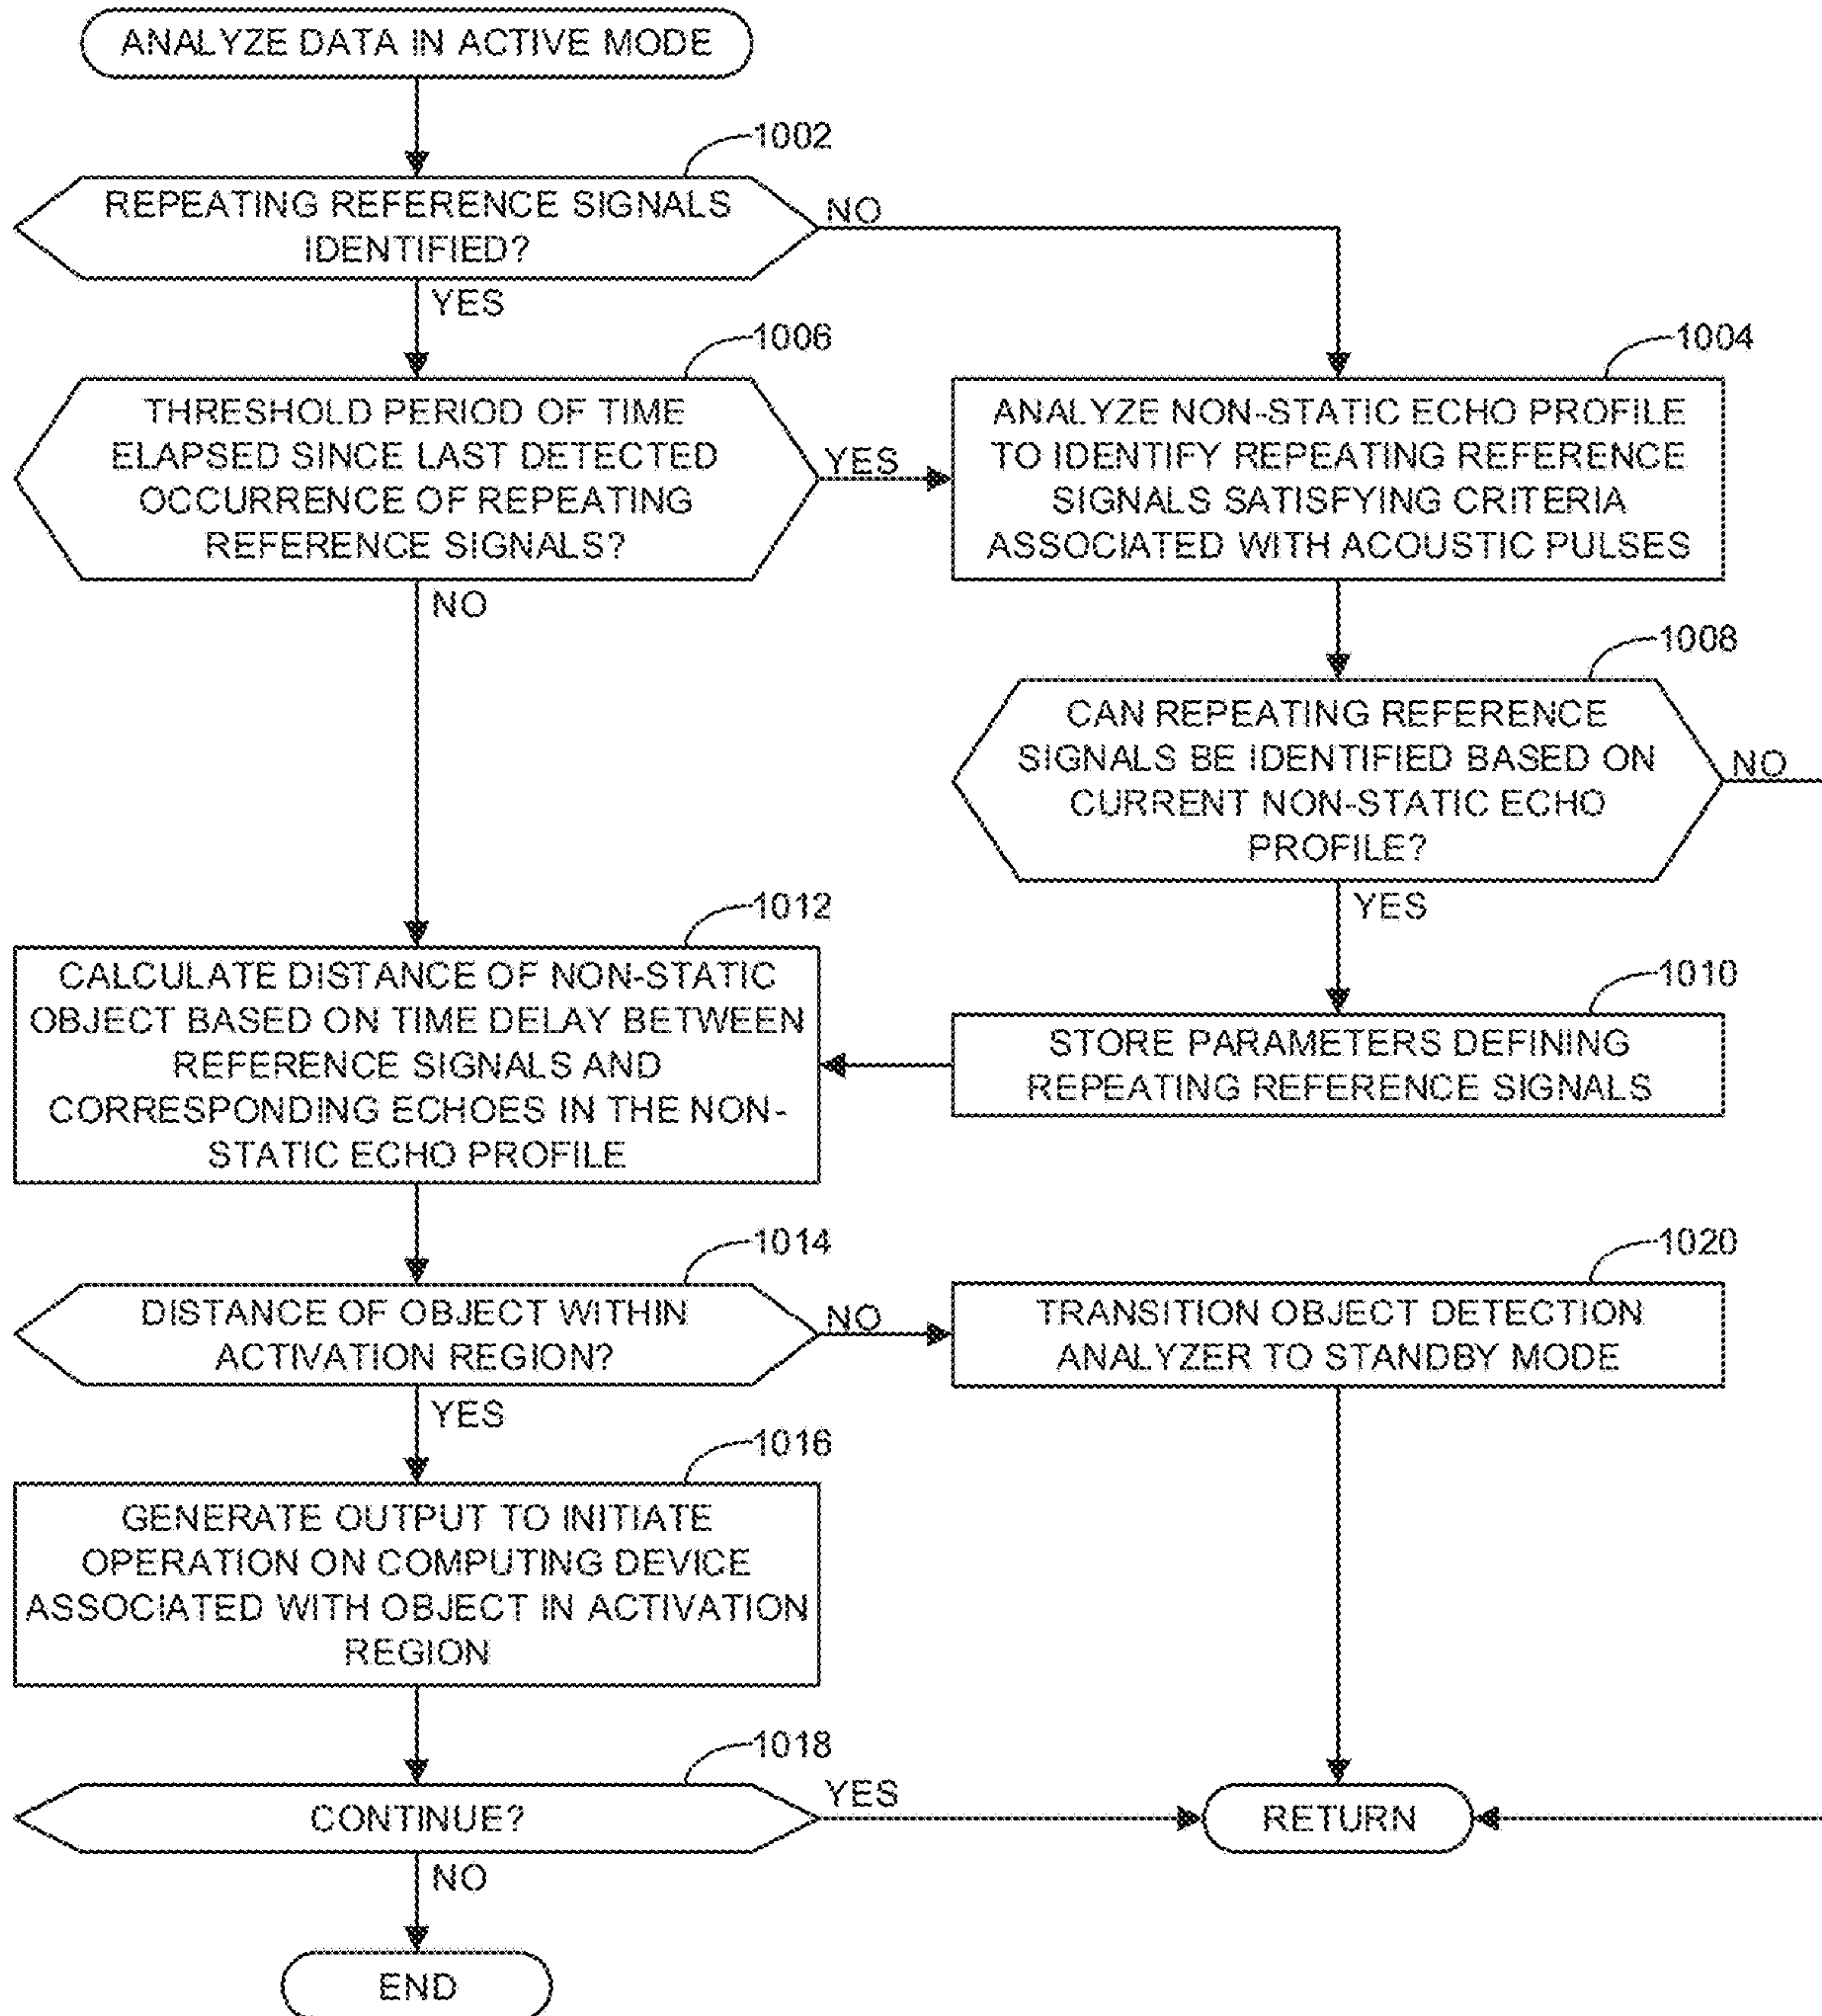 ANALYZE DATA IN ACTIVE MODE
1002
REPEATING REFERENCE SIGNALS
IDENTIFIED?
NO
YES
1006
THRESHOLD PERIOD OF TIME
ELAPSED SINCE LAST DETECTED
OCCURRENCE OF REPEATING
REFERENCE SIGNALS?
YES
NO
1004
ANALYZE NON-STATIC ECHO PROFILE
TO IDENTIFY REPEATING REFERENCE
SIGNALS SATISFYING CRITERIA
ASSOCIATED WITH ACOUSTIC PULSES
1008
CAN REPEATING REFERENCE
SIGNALS BE IDENTIFIED BASED ON
CURRENT NON-STATIC ECHO
PROFILE?
NO
YES
1012
CALCULATE DISTANCE OF NON-STATIC
OBJECT BASED ON TIME DELAY BETWEEN
REFERENCE SIGNALS AND
CORRESPONDING ECHOES IN THE NON-
STATIC ECHO PROFILE
1010
STORE PARAMETERS DEFINING
REPEATING REFERENCE SIGNALS
1014
DISTANCE OF OBJECT WITHIN
ACTIVATION REGION?
NO
YES
1020
TRANSITION OBJECT DETECTION
ANALYZER TO STANDBY MODE
1016
GENERATE OUTPUT TO INITIATE
OPERATION ON COMPUTING DEVICE
ASSOCIATED WITH OBJECT IN ACTIVATION
REGION
1018
CONTINUE?
YES
NO
RETURN
END